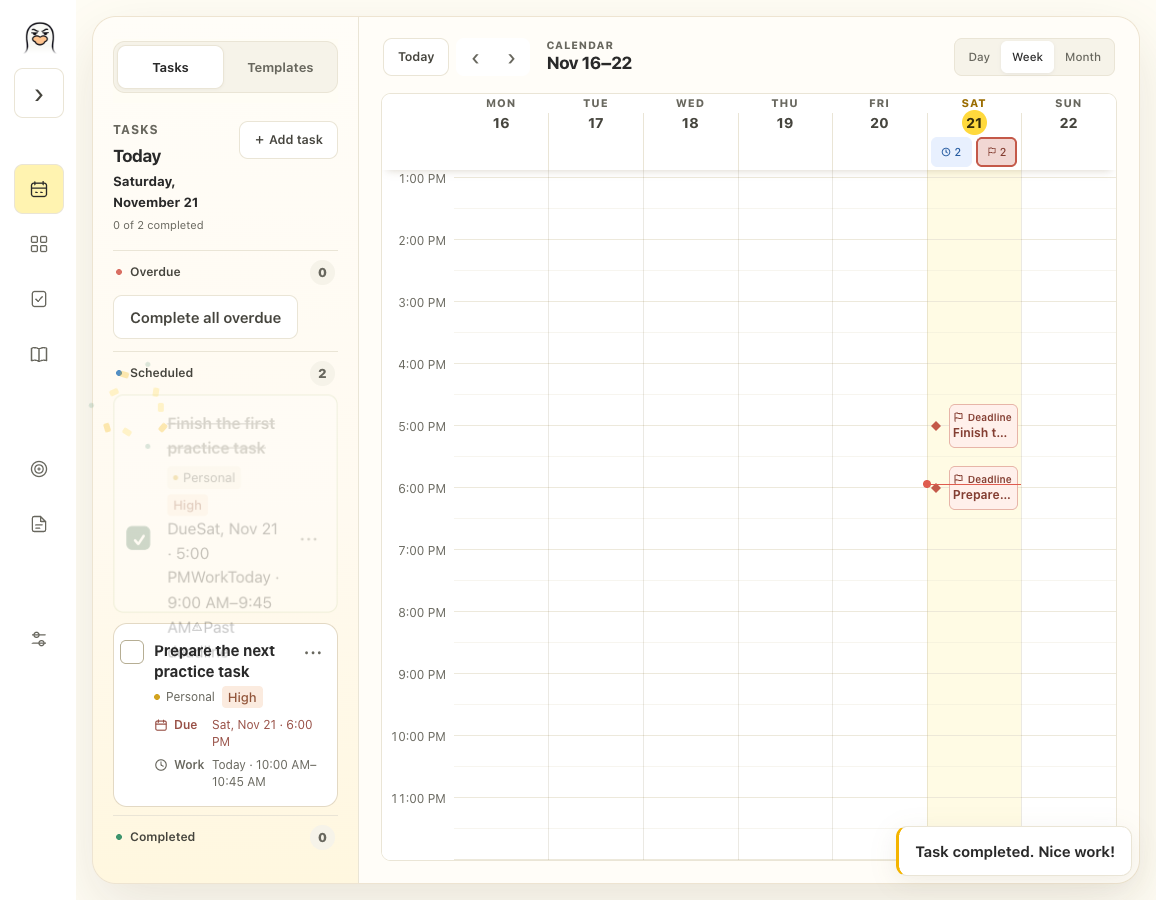 Tasks
Templates
TASKS
+ Add task
Today
Saturday,
November 21
0 of 2 completed
Overdue
0
Complete all overdue
Scheduled
2
Finish the first
practice task
Personal
High
DueSat, Nov 21
· 5:00
PMWorkToday ·
9:00 AM–9:45
AM⚠Past
Prepare the next
practice task
Personal
High
Due
Sat, Nov 21 · 6:00
PM
Work
Today · 10:00 AM–
10:45 AM
Completed
0
Today
CALENDAR
Nov 16–22
Day
Week
Month
MON
16
TUE
17
WED
18
THU
19
FRI
20
SAT
21
SUN
22
2
2
1:00 PM
2:00 PM
3:00 PM
4:00 PM
5:00 PM
6:00 PM
7:00 PM
8:00 PM
9:00 PM
10:00 PM
11:00 PM
Deadline
Finish t...
Deadline
Prepare...
Task completed. Nice work!